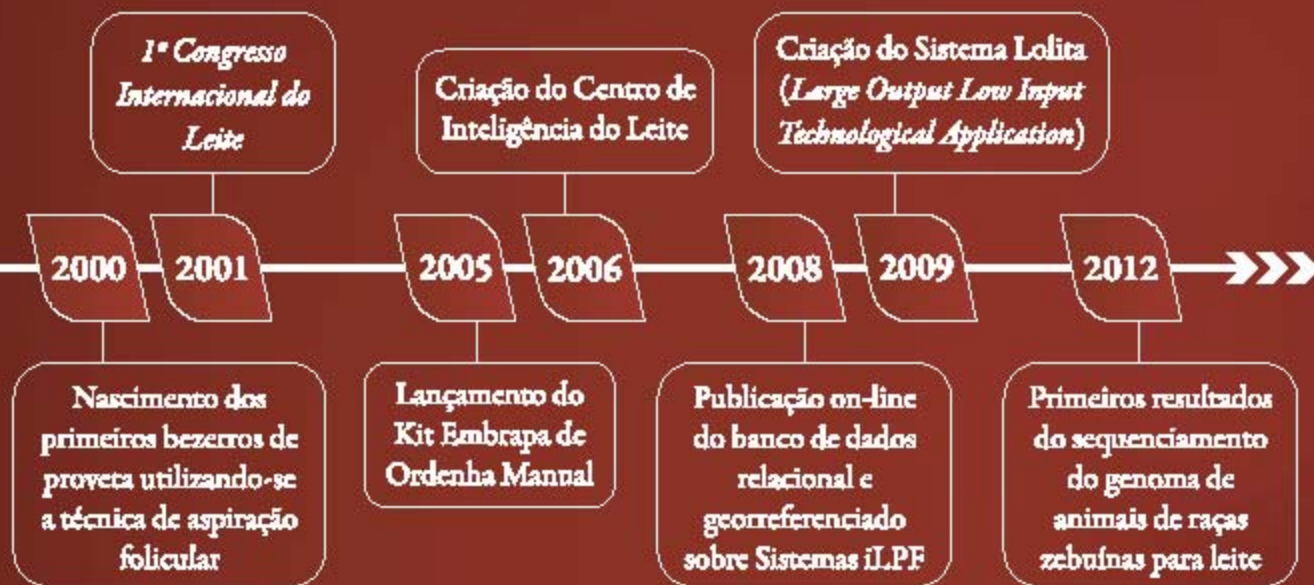 1º Congresso
Internacional do
Leite
Criação do Centro de
Inteligência do Leite
Criação do Sistema Lolita
(Large Output Low Input
Technological Application)
2000
2001
2005
2006
2008
2009
2012
Nascimento dos
primeiros bezerros de
proveta utilizando-se
a técnica de aspiração
folicular
Lançamento do
Kit Embrapa de
Ordenha Manual
Publicação on-line
do banco de dados
relacional e
georreferenciado
sobre Sistemas iLPF
Primeiros resultados
do sequenciamento
do genoma de
animais de raças
zebuínas para leite